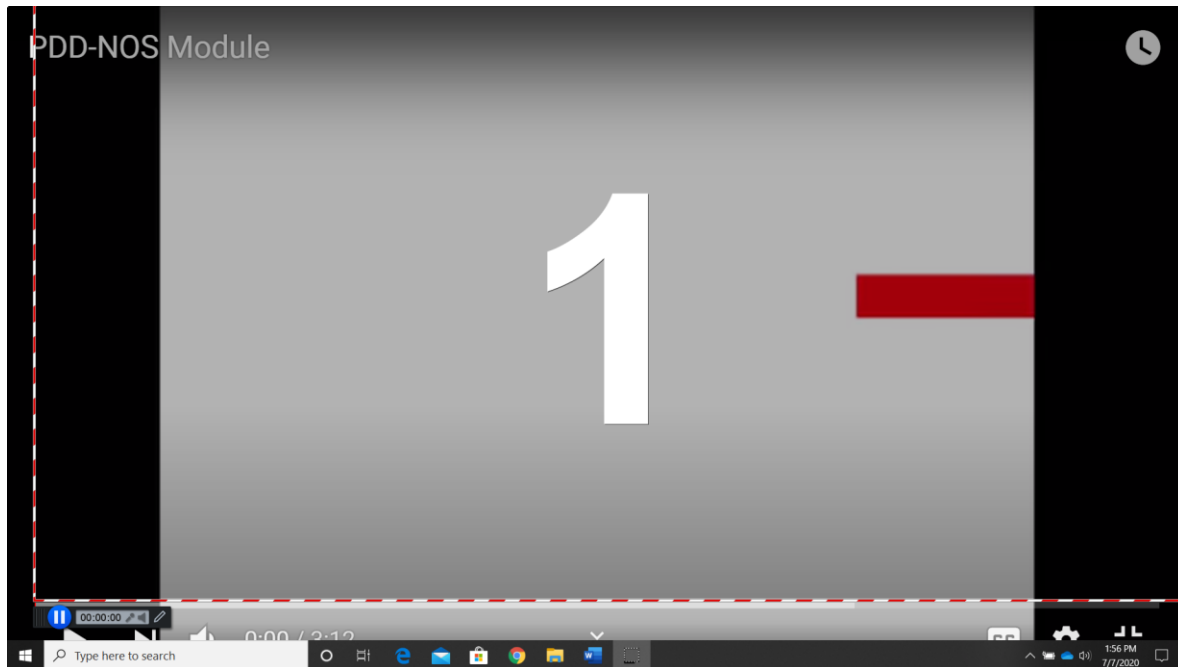 PDD-NOS Module
1
00:00:00
0:00 / 3:12
CC
Type here to search
1:56 PM
7/7/2020